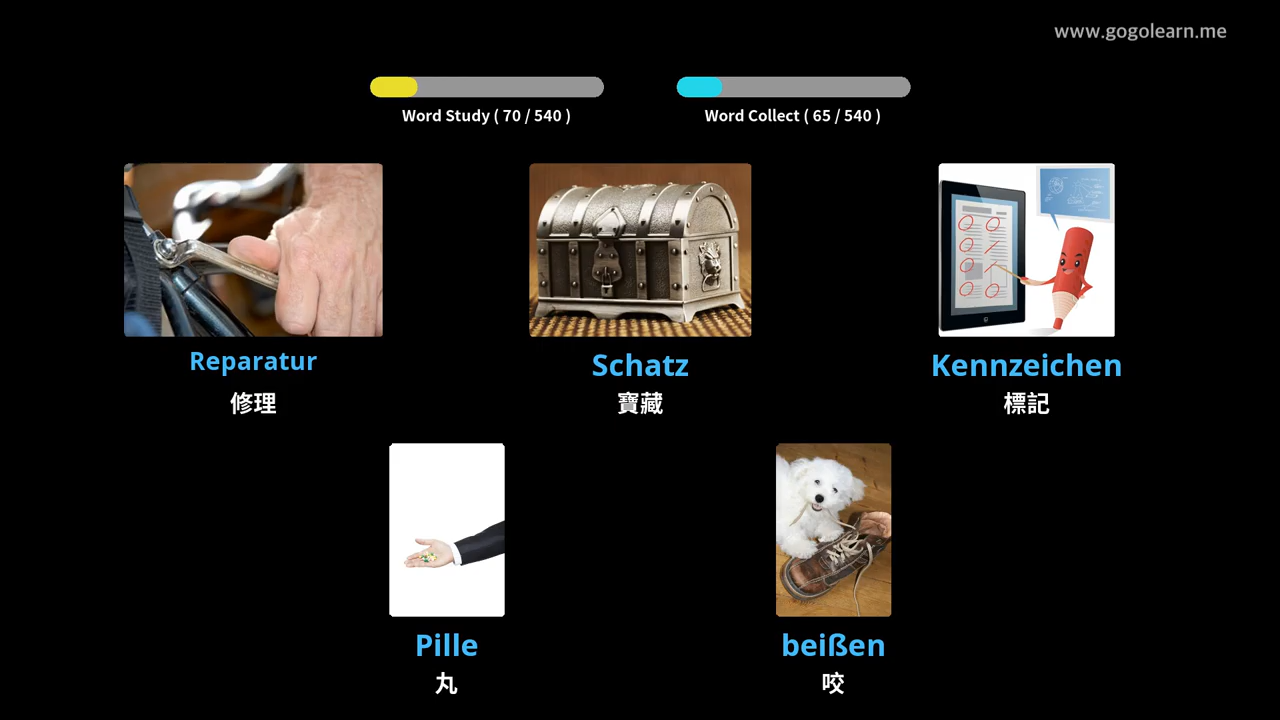 www.gogolearn.me
Word Study ( 70 / 540 )
Word Collect ( 65 / 540 )
Reparatur
修理
Schatz
寶藏
Kennzeichen
標記
Pille
丸
beißen
咬